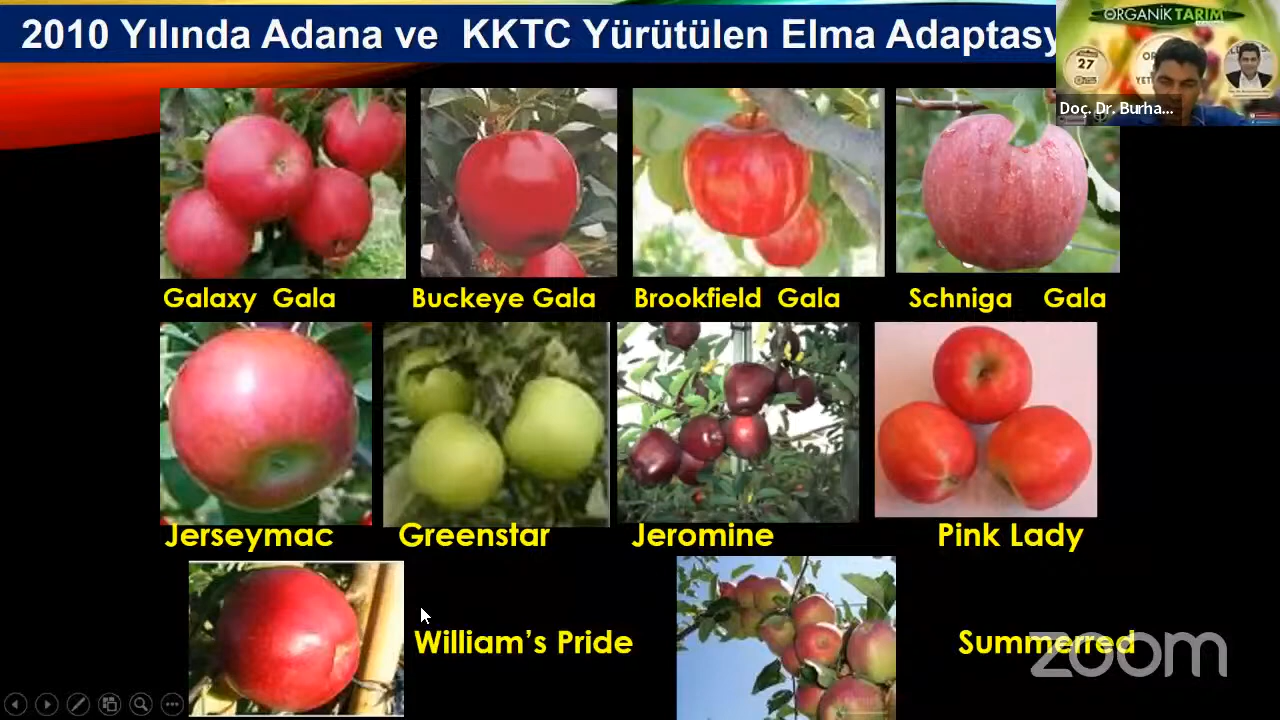 2010 Yılında Adana ve KKTC Yürütülen Elma Adaptasy
ORGANİK TARIM
27
Doç. Dr. Burha...
Galaxy Gala
Buckeye Gala
Brookfield Gala
Schniga Gala
Jerseymac
Greenstar
Jeromine
Pink Lady
William's Pride
Summerred
zoom